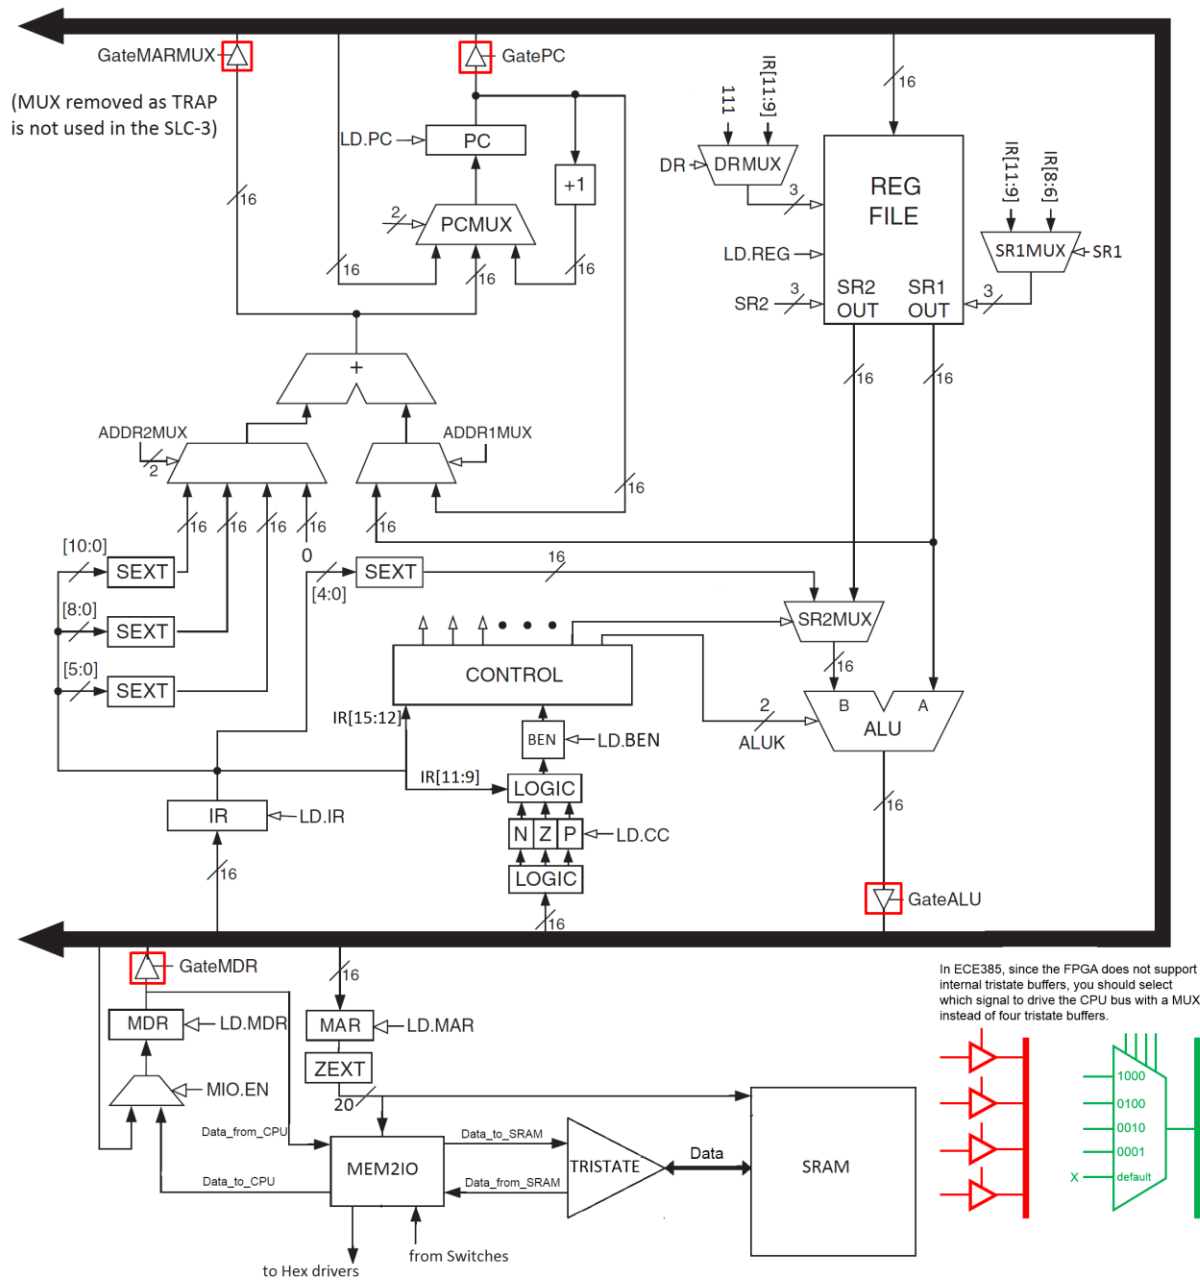 GateMARMUX
GatePC
(MUX removed as TRAP
is not used in the SLC-3)
16
111
IR[11:9]
LD.PC
PC
DR
DRMUX
REG
FILE
IR[11:9]
IR[8:6]
+1
16
3
2
PCMUX
SR1MUX
SR1
LD.REG
16
16
16
SR2
3
SR2
OUT
SR1
OUT
3
+
16
16
ADDR2MUX
ADDR1MUX
2
16
16
16
16
16
16
16
0
[10:0]
SEXT
[4:0]
SEXT
16
[8:0]
SEXT
SR2MUX
[5:0]
SEXT
CONTROL
16
B
A
ALU
IR[15:12]
BEN
LD.BEN
2
ALUK
IR[11:9]
LOGIC
IR
LD.IR
N
Z
P
LD.CC
16
16
LOGIC
16
GateALU
GateMDR
16
In ECE385, since the FPGA does not support
internal tristate buffers, you should select
which signal to drive the CPU bus with a MUX
instead of four tristate buffers.
MDR
LD.MDR
MAR
LD.MAR
ZEXT
MIO.EN
20
1000
0100
0010
0001
X
default
Data_from_CPU
Data_to_SRAM
MEM2IO
TRISTATE
Data
SRAM
Data_to_CPU
Data_from_SRAM
from Switches
to Hex drivers